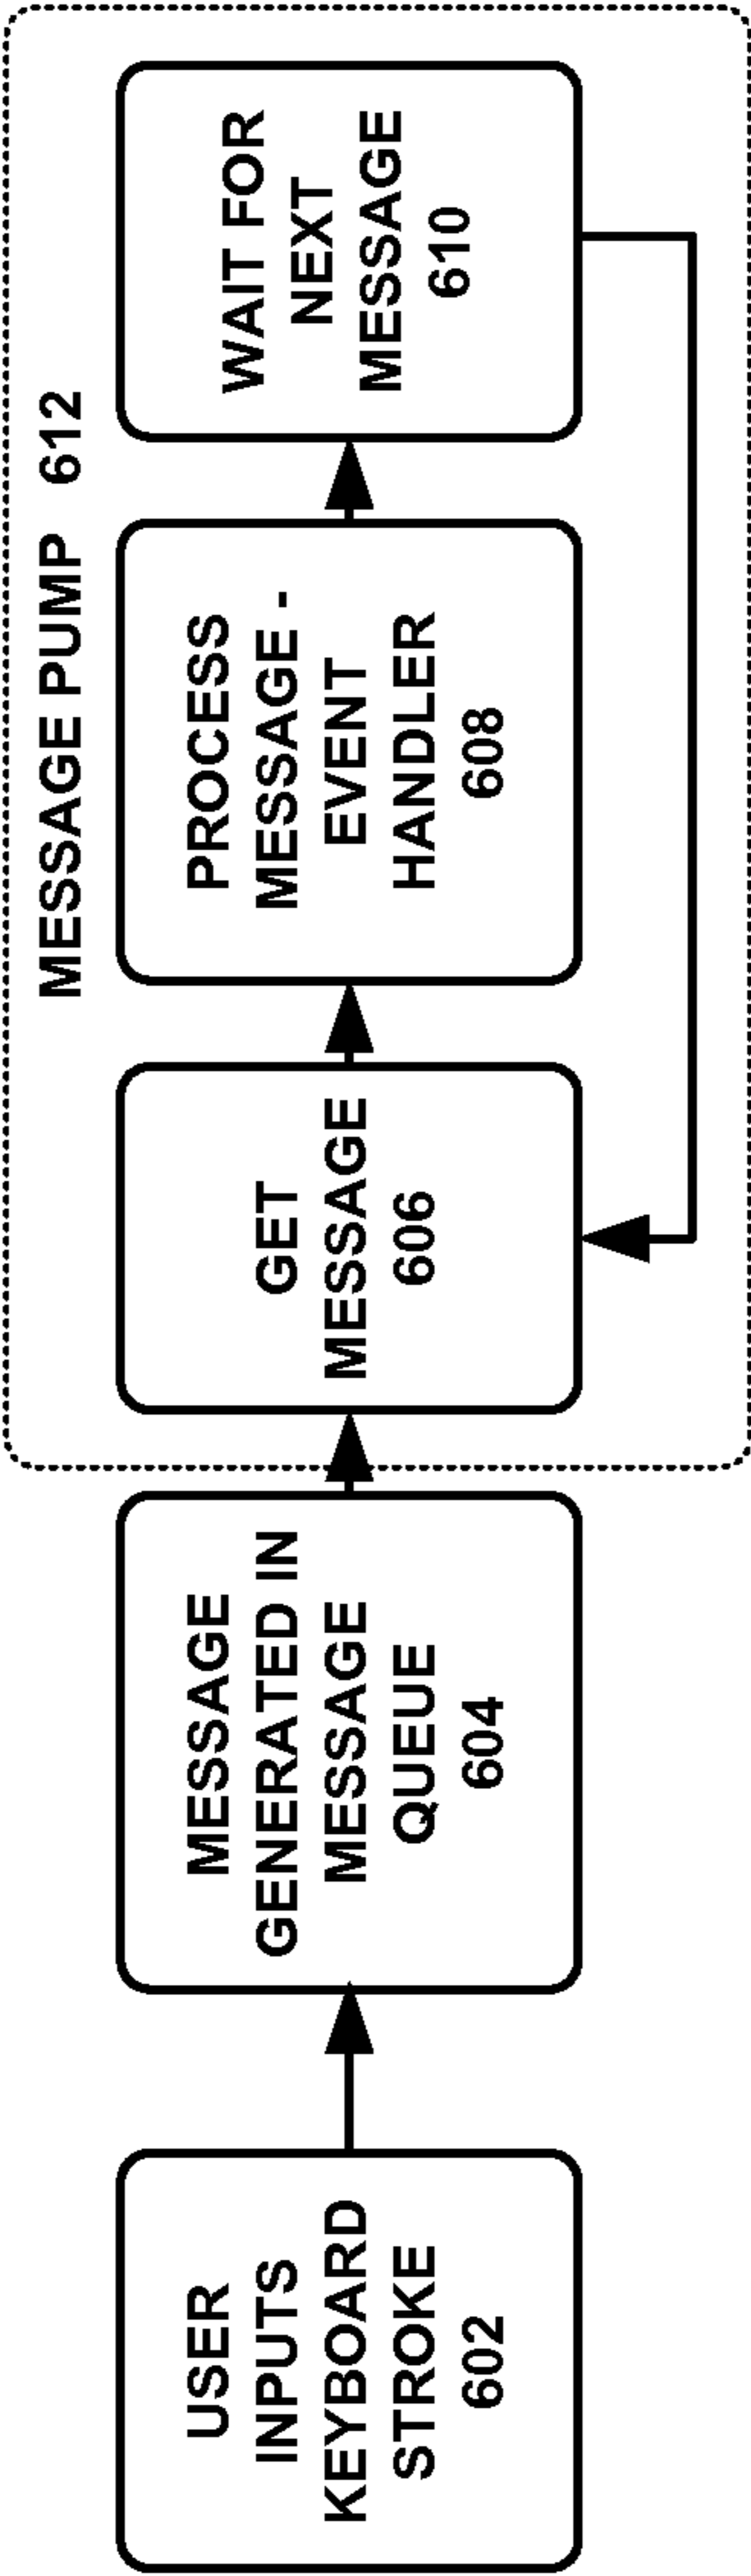 USER
INPUTS
KEYBOARD
STROKE
602
MESSAGE
GENERATED IN
MESSAGE
QUEUE
604
MESSAGE PUMP 612
GET
MESSAGE
606
PROCESS
MESSAGE -
EVENT
HANDLER
608
WAIT FOR
NEXT
MESSAGE
610